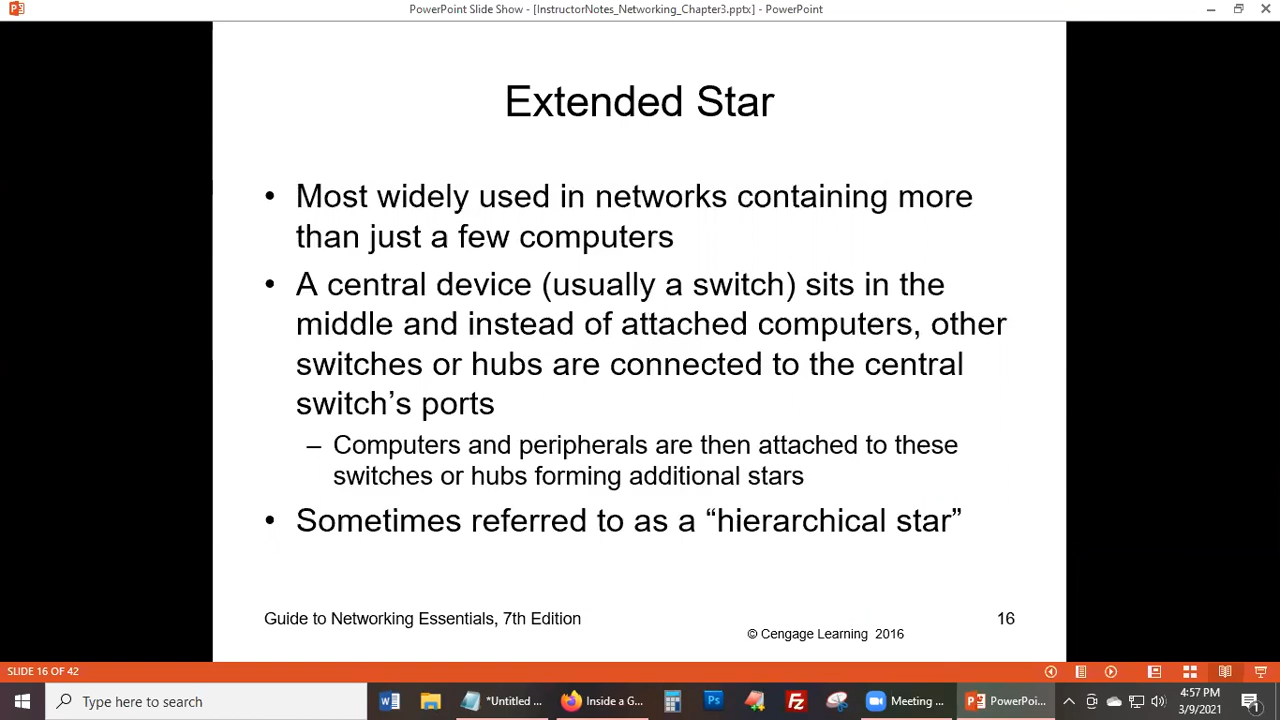 PowerPoint Slide Show - [InstructorNotes_Networking_Chapter3.pptx] - PowerPoint
Extended Star
• Most widely used in networks containing more
than just a few computers
• A central device (usually a switch) sits in the
middle and instead of attached computers, other
switches or hubs are connected to the central
switch’s ports
– Computers and peripherals are then attached to these
switches or hubs forming additional stars
• Sometimes referred to as a “hierarchical star”
Guide to Networking Essentials, 7th Edition
16
© Cengage Learning 2016
SLIDE 16 OF 42
Type here to search
*Untitled ...
Inside a G...
Ps
Fz
Meeting ...
PowerPoi...
4:57 PM
3/9/2021
1